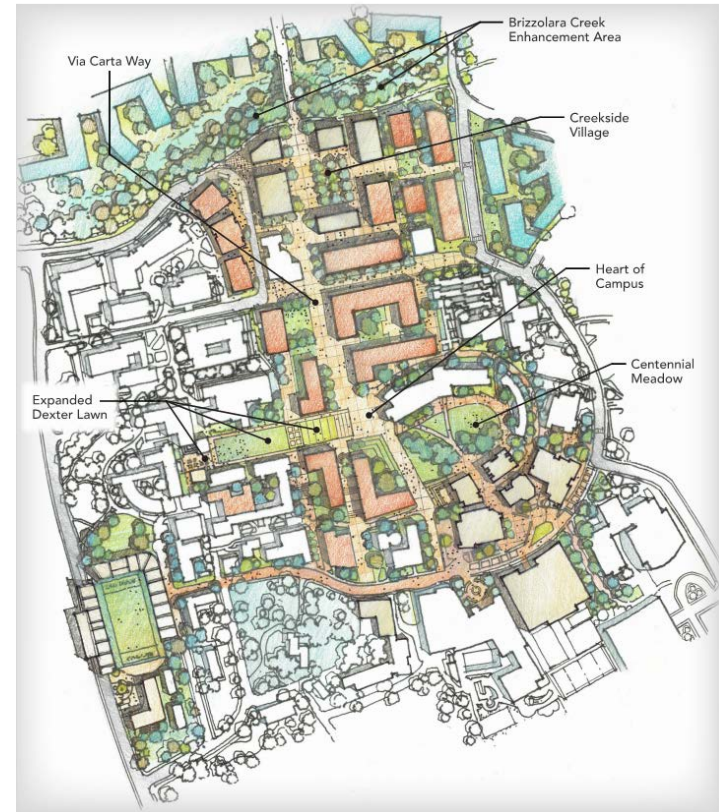 Brizzolara Creek
Enhancement Area
Via Carta Way
Creekside
Village
Heart of
Campus
Centennial
Meadow
Expanded
Dexter Lawn